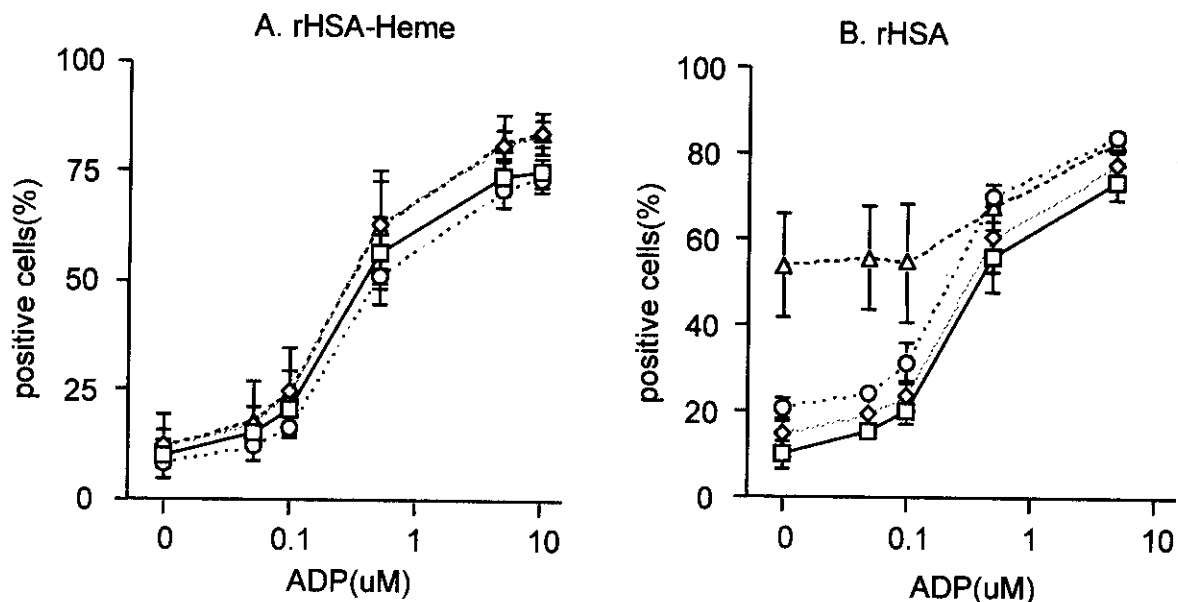 A. rHSA-Heme
100
75
50
25
0
positive cells(%)
0 0.1 1 10
ADP(uM)
B. rHSA
100
80
60
40
20
0
positive cells(%)
0 0.1 1 10
ADP(uM)